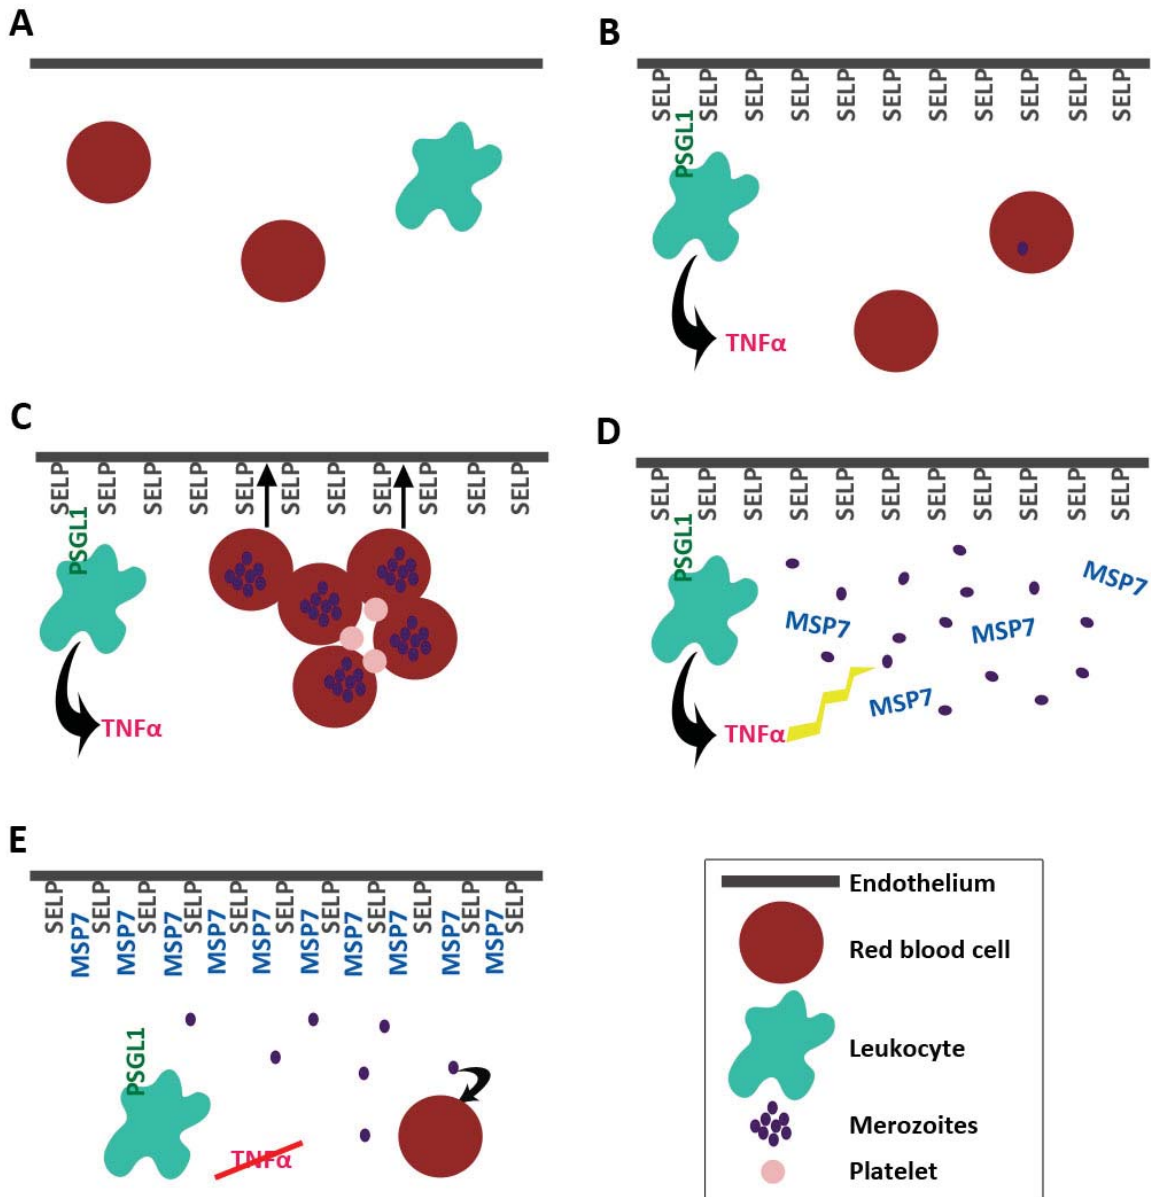 A
B
SELP SELP SELP SELP SELP SELP SELP SELP SELP SELP SELP
PSGL1
TNFα
C
SELP SELP SELP SELP SELP SELP SELP SELP SELP SELP SELP
PSGL1
TNFα
D
SELP SELP SELP SELP SELP SELP SELP SELP SELP SELP SELP
PSGL1
MSP7
MSP7
MSP7
MSP7
TNFα
E
SELP SELP SELP SELP SELP SELP SELP SELP SELP SELP SELP
MSP7 MSP7 MSP7 MSP7 MSP7 MSP7 MSP7 MSP7 MSP7 MSP7
PSGL1
TNFα
Endothelium
Red blood cell
Leukocyte
Merozoites
Platelet